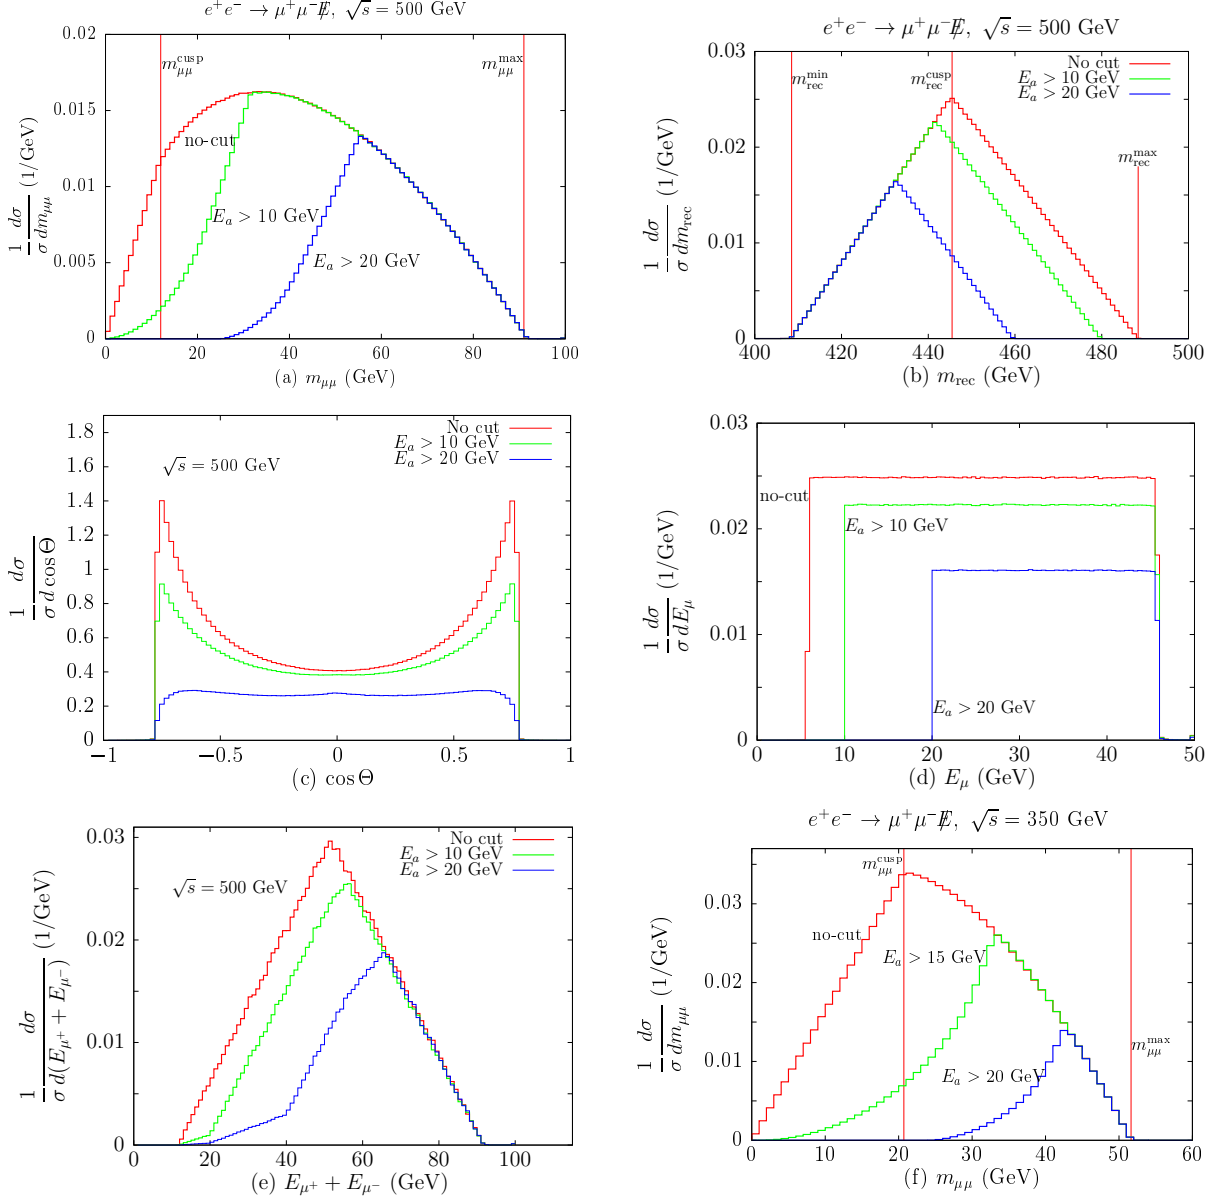 e⁺e⁻ → μ⁺μ⁻E̸, √s = 500 GeV
0.02
0.015
0.01
0.005
0
1/σ dσ/dm_μμ (1/GeV)
m_μμ^cusp
m_μμ^max
no-cut
E_a > 10 GeV
E_a > 20 GeV
0 20 40 60 80 100
(a) m_μμ (GeV)
e⁺e⁻ → μ⁺μ⁻E̸, √s = 500 GeV
0.03
0.02
0.01
0
1/σ dσ/dm_rec (1/GeV)
m_rec^min
m_rec^cusp
m_rec^max
No cut
E_a > 10 GeV
E_a > 20 GeV
400 420 440 460 480 500
(b) m_rec (GeV)
1.8
1.6
1.4
1.2
1
0.8
0.6
0.4
0.2
0
1/σ dσ/d cos Θ
√s = 500 GeV
No cut
E_a > 10 GeV
E_a > 20 GeV
−1 −0.5 0 0.5 1
(c) cos Θ
0.03
0.02
0.01
0
1/σ dσ/dE_μ (1/GeV)
no-cut
E_a > 10 GeV
E_a > 20 GeV
0 10 20 30 40 50
(d) E_μ (GeV)
0.03
0.02
0.01
0
1/σ dσ/d(E_μ⁺ + E_μ⁻) (1/GeV)
√s = 500 GeV
No cut
E_a > 10 GeV
E_a > 20 GeV
0 20 40 60 80 100
(e) E_μ⁺ + E_μ⁻ (GeV)
e⁺e⁻ → μ⁺μ⁻E̸, √s = 350 GeV
0.03
0.02
0.01
0
1/σ dσ/dm_μμ (1/GeV)
m_μμ^cusp
no-cut
E_a > 15 GeV
E_a > 20 GeV
m_μμ^max
0 10 20 30 40 50 60
(f) m_μμ (GeV)